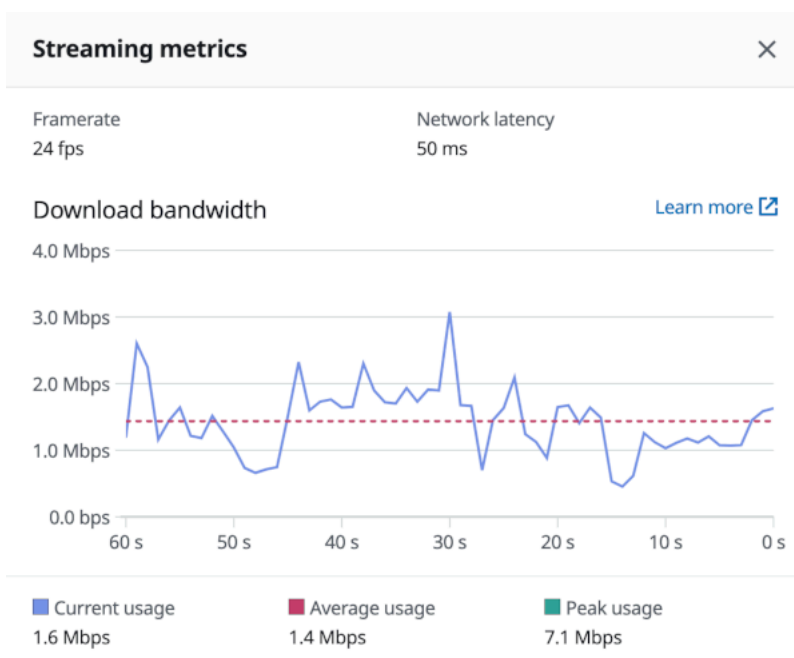 Streaming metrics
Framerate
Network latency
24 fps
50 ms
Download bandwidth
Learn more
4.0 Mbps
3.0 Mbps
2.0 Mbps
1.0 Mbps
0.0 bps
60 s 50 s 40 s 30 s 20 s 10 s 0 s
Current usage
Average usage
Peak usage
1.6 Mbps
1.4 Mbps
7.1 Mbps